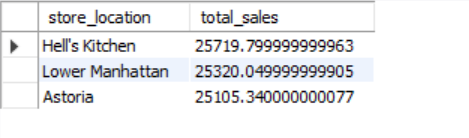 store_location total_sales
Hell's Kitchen 25719.799999999963
Lower Manhattan 25320.049999999905
Astoria 25105.340000000077